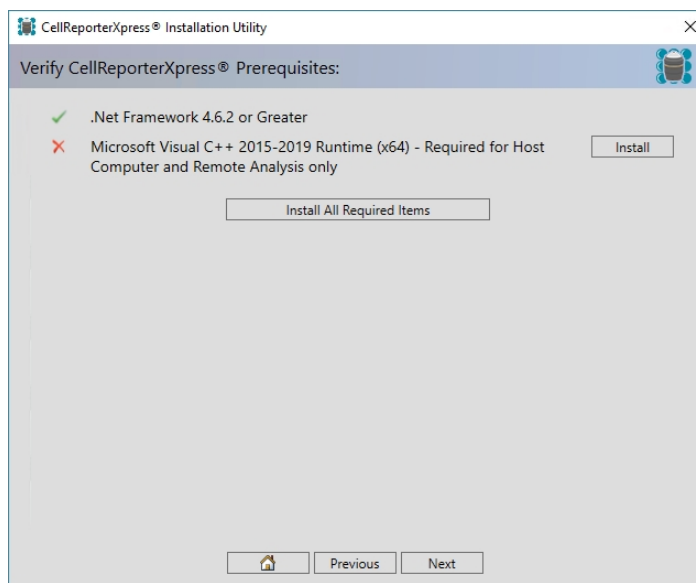 CellReporterXpress® Installation Utility
Verify CellReporterXpress® Prerequisites:
.Net Framework 4.6.2 or Greater
Microsoft Visual C++ 2015-2019 Runtime (x64) - Required for Host
Install
Computer and Remote Analysis only
Install All Required Items
Previous
Next